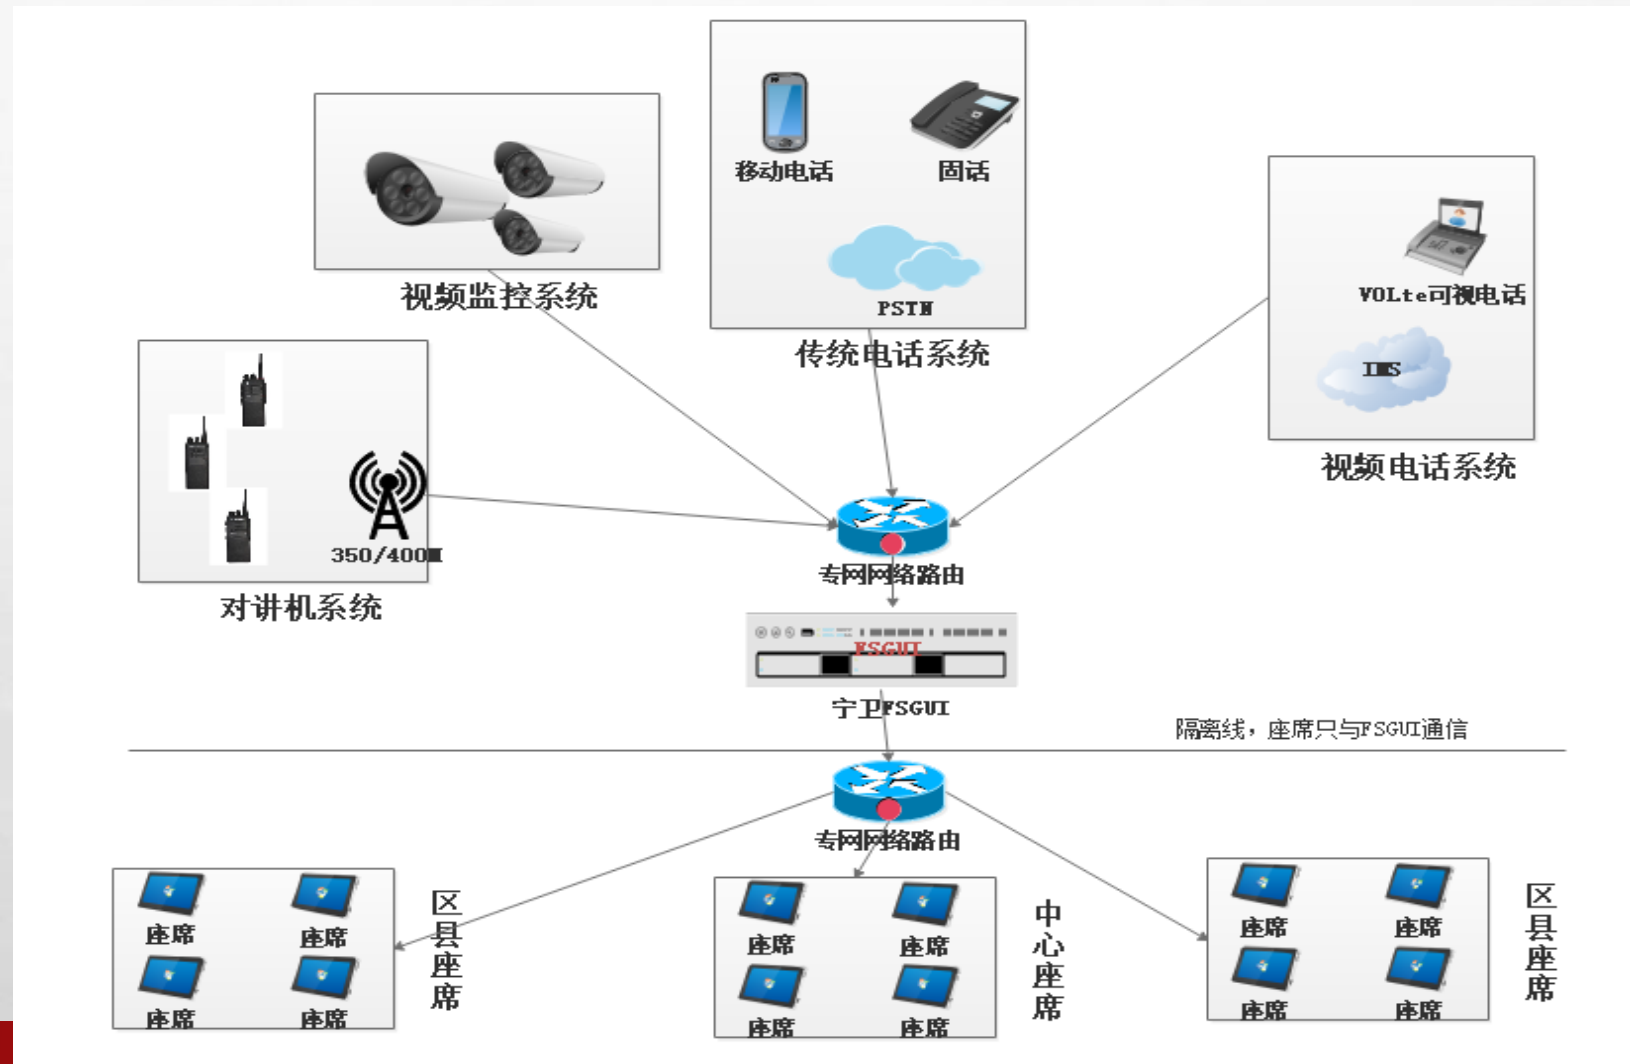 移动电话
固话
PSTN
传统电话系统
视频监控系统
VOLte可视电话
IMS
视频电话系统
350/400M
对讲机系统
专网网络路由
FSGUI
宁卫FSGUI
隔离线，座席只与FSGUI通信
专网网络路由
座席
座席
座席
座席
区县座席
座席
座席
座席
座席
中心座席
座席
座席
座席
座席
区县座席